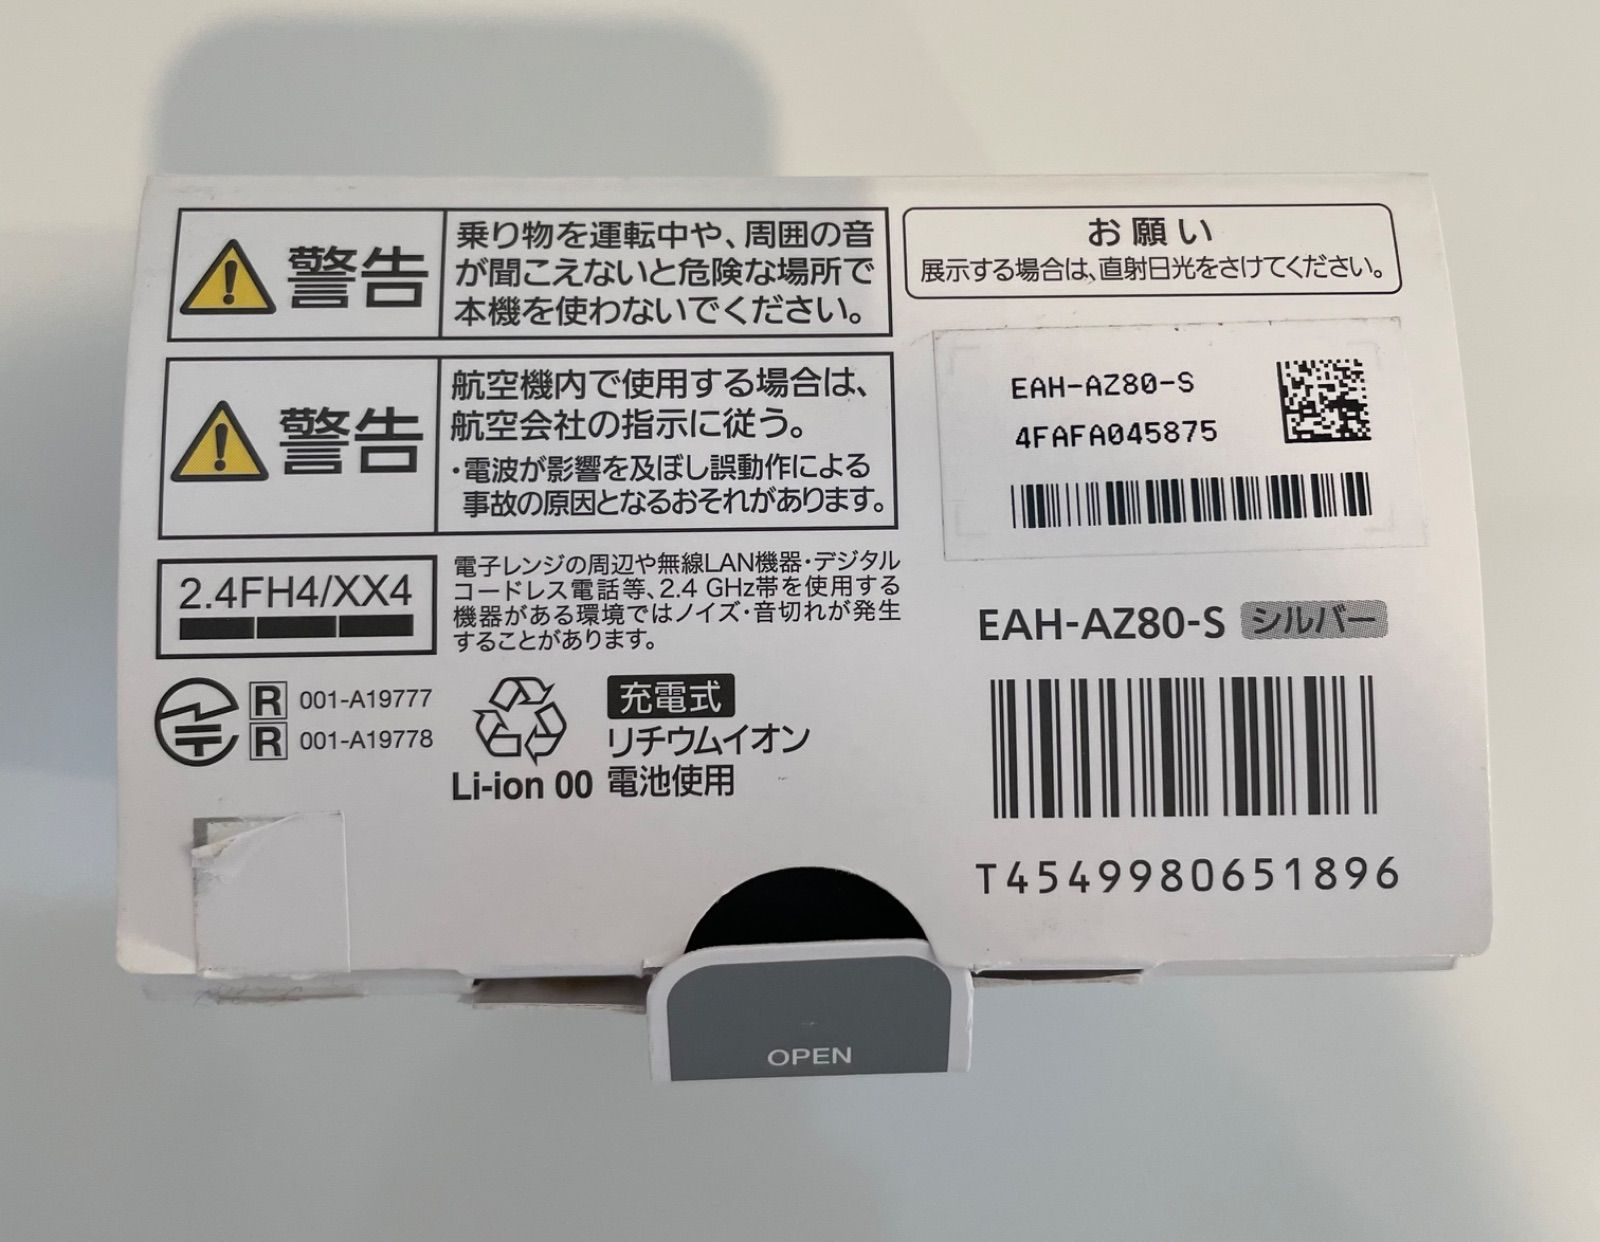 警告
乗り物を運転中や、周囲の音
が聞こえないと危険な場所で
本機を使わないでください。
警告
航空機内で使用する場合は、
航空会社の指示に従う。
・電波が影響を及ぼし誤動作による
事故の原因となるおそれがあります。
2.4FH4/XX4
電子レンジの周辺や無線LAN機器・デジタル
コードレス電話等、2.4 GHz帯を使用する
機器がある環境ではノイズ・音切れが発生
することがあります。
R 001-A19777
R 001-A19778
Li-ion 00
充電式
リチウムイオン
電池使用
お願い
展示する場合は、直射日光をさけてください。
EAH-AZ80-S
4FAFA045875
EAH-AZ80-S シルバー
T4549980651896
OPEN